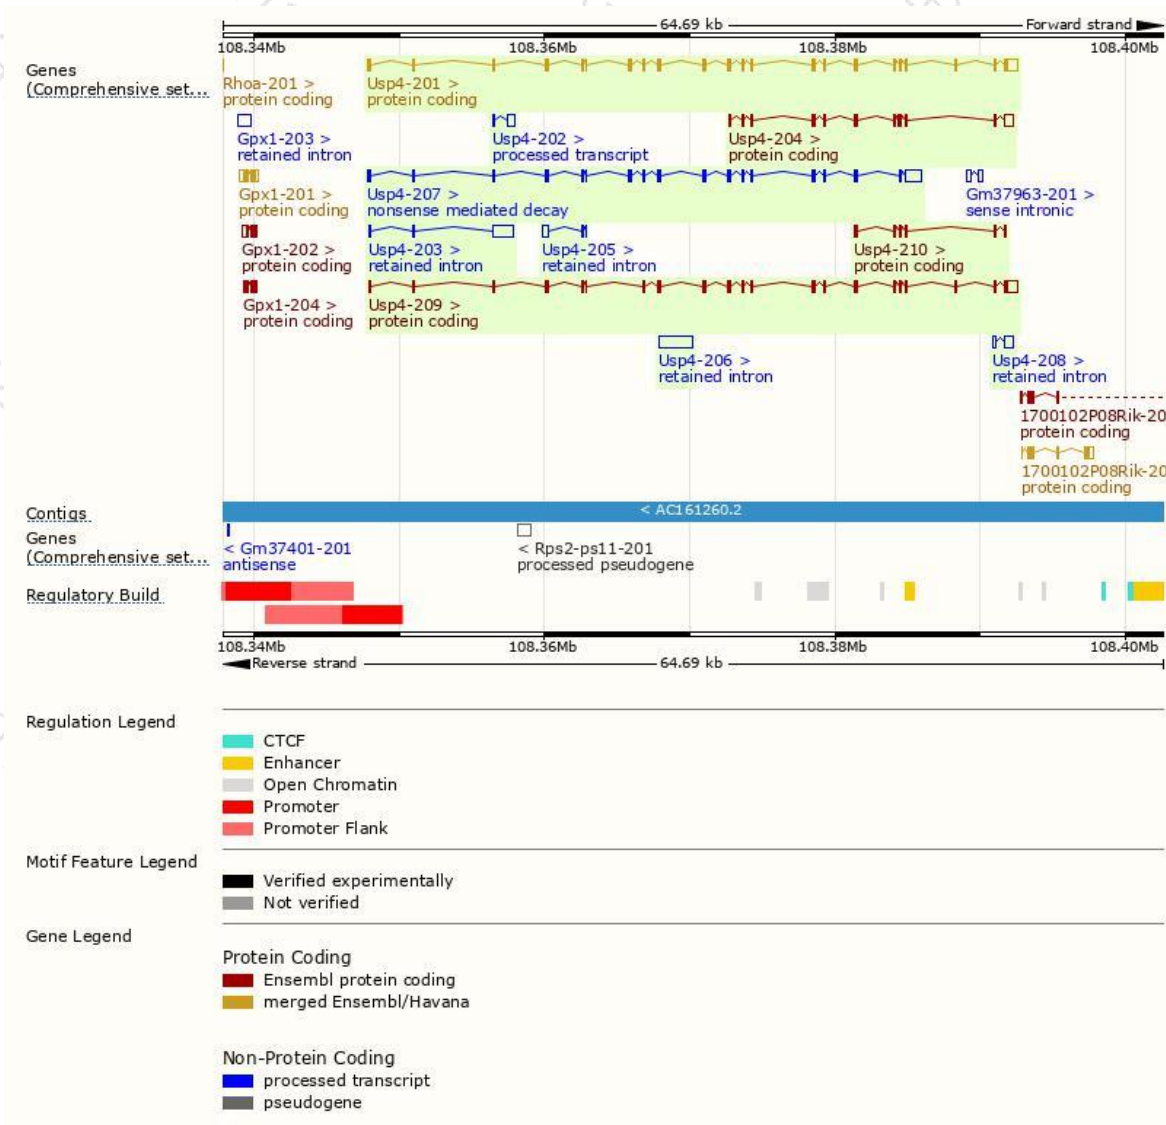 64.69 kb
Forward strand
108.34Mb 108.36Mb 108.38Mb 108.40Mb
Genes
(Comprehensive set...
Rhoa-201 > Usp4-201 >
protein coding protein coding
Gpx1-203 > Usp4-202 > Usp4-204 >
retained intron processed transcript protein coding
Gpx1-201 > Usp4-207 > Gm37963-201 >
protein coding nonsense mediated decay sense intronic
Gpx1-202 > Usp4-203 > Usp4-205 > Usp4-210 >
protein coding retained intron retained intron protein coding
Gpx1-204 > Usp4-209 >
protein coding protein coding
Usp4-206 > Usp4-208 >
retained intron retained intron
1700102P08Rik-20
protein coding
1700102P08Rik-20
protein coding
Contigs
< AC161260.2
Genes
(Comprehensive set...
< Gm37401-201 < Rps2-ps11-201
antisense processed pseudogene
Regulatory Build
108.34Mb 108.36Mb 108.38Mb 108.40Mb
Reverse strand 64.69 kb
Regulation Legend
CTCF
Enhancer
Open Chromatin
Promoter
Promoter Flank
Motif Feature Legend
Verified experimentally
Not verified
Gene Legend
Protein Coding
Ensembl protein coding
merged Ensembl/Havana
Non-Protein Coding
processed transcript
pseudogene